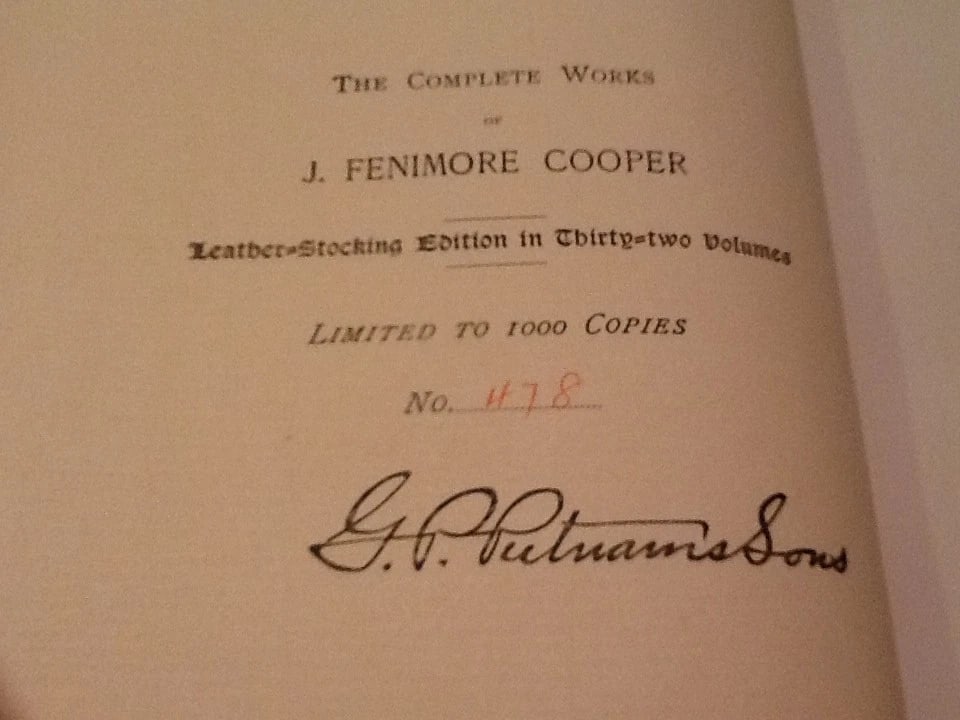 THE COMPLETE WORKS
OF
J. FENIMORE COOPER
Leather=Stocking Edition in Thirty=two Volumes
LIMITED TO 1000 COPIES
No. 478
G. P. Putnam's Sons